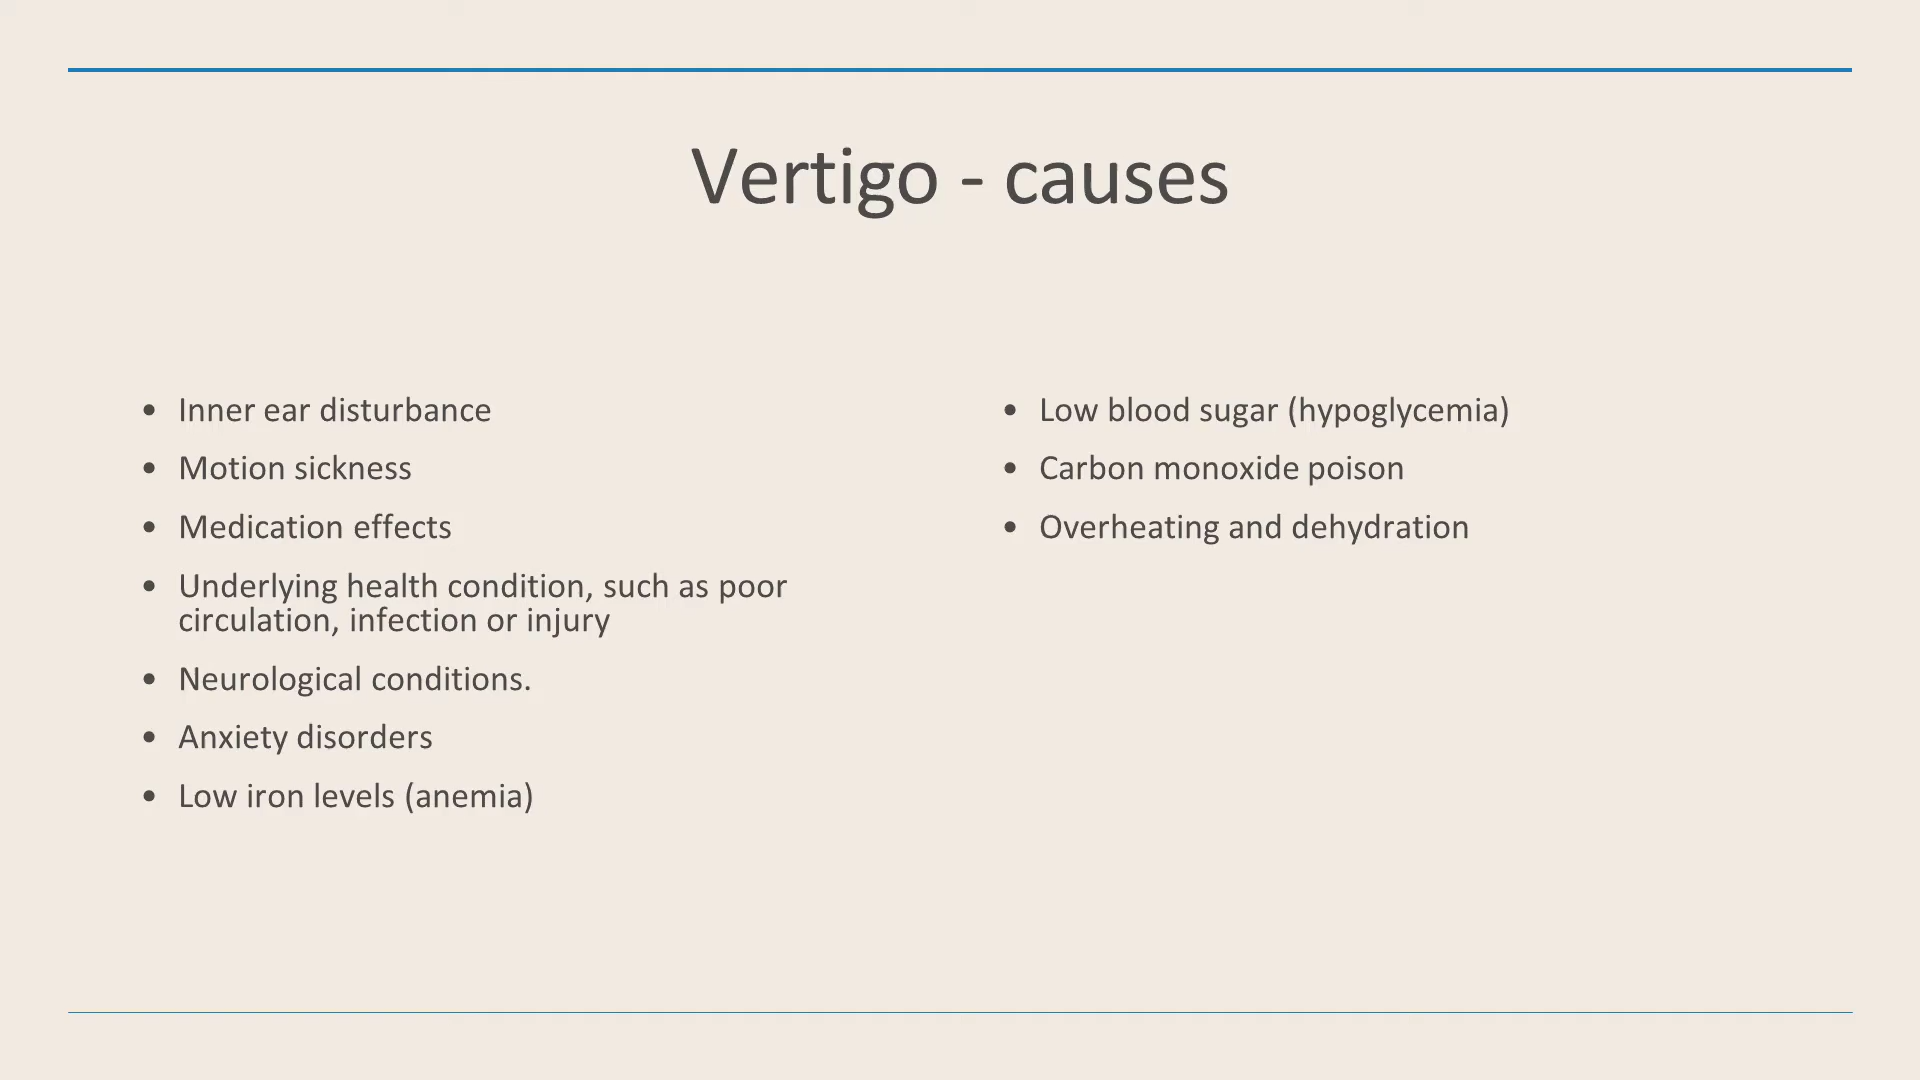 Vertigo - causes
• Inner ear disturbance
• Motion sickness
• Medication effects
• Underlying health condition, such as poor
circulation, infection or injury
• Neurological conditions.
• Anxiety disorders
• Low iron levels (anemia)
• Low blood sugar (hypoglycemia)
• Carbon monoxide poison
• Overheating and dehydration